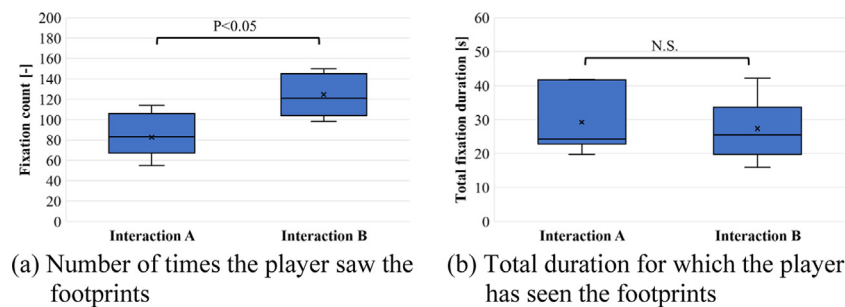 200
180
160
140
120
100
80
60
40
20
0
Fixation count [-]
P<0.05
Interaction A
Interaction B
(a) Number of times the player saw the
footprints
60
50
40
30
20
10
0
Total fixation duration [s]
N.S.
Interaction A
Interaction B
(b) Total duration for which the player
has seen the footprints